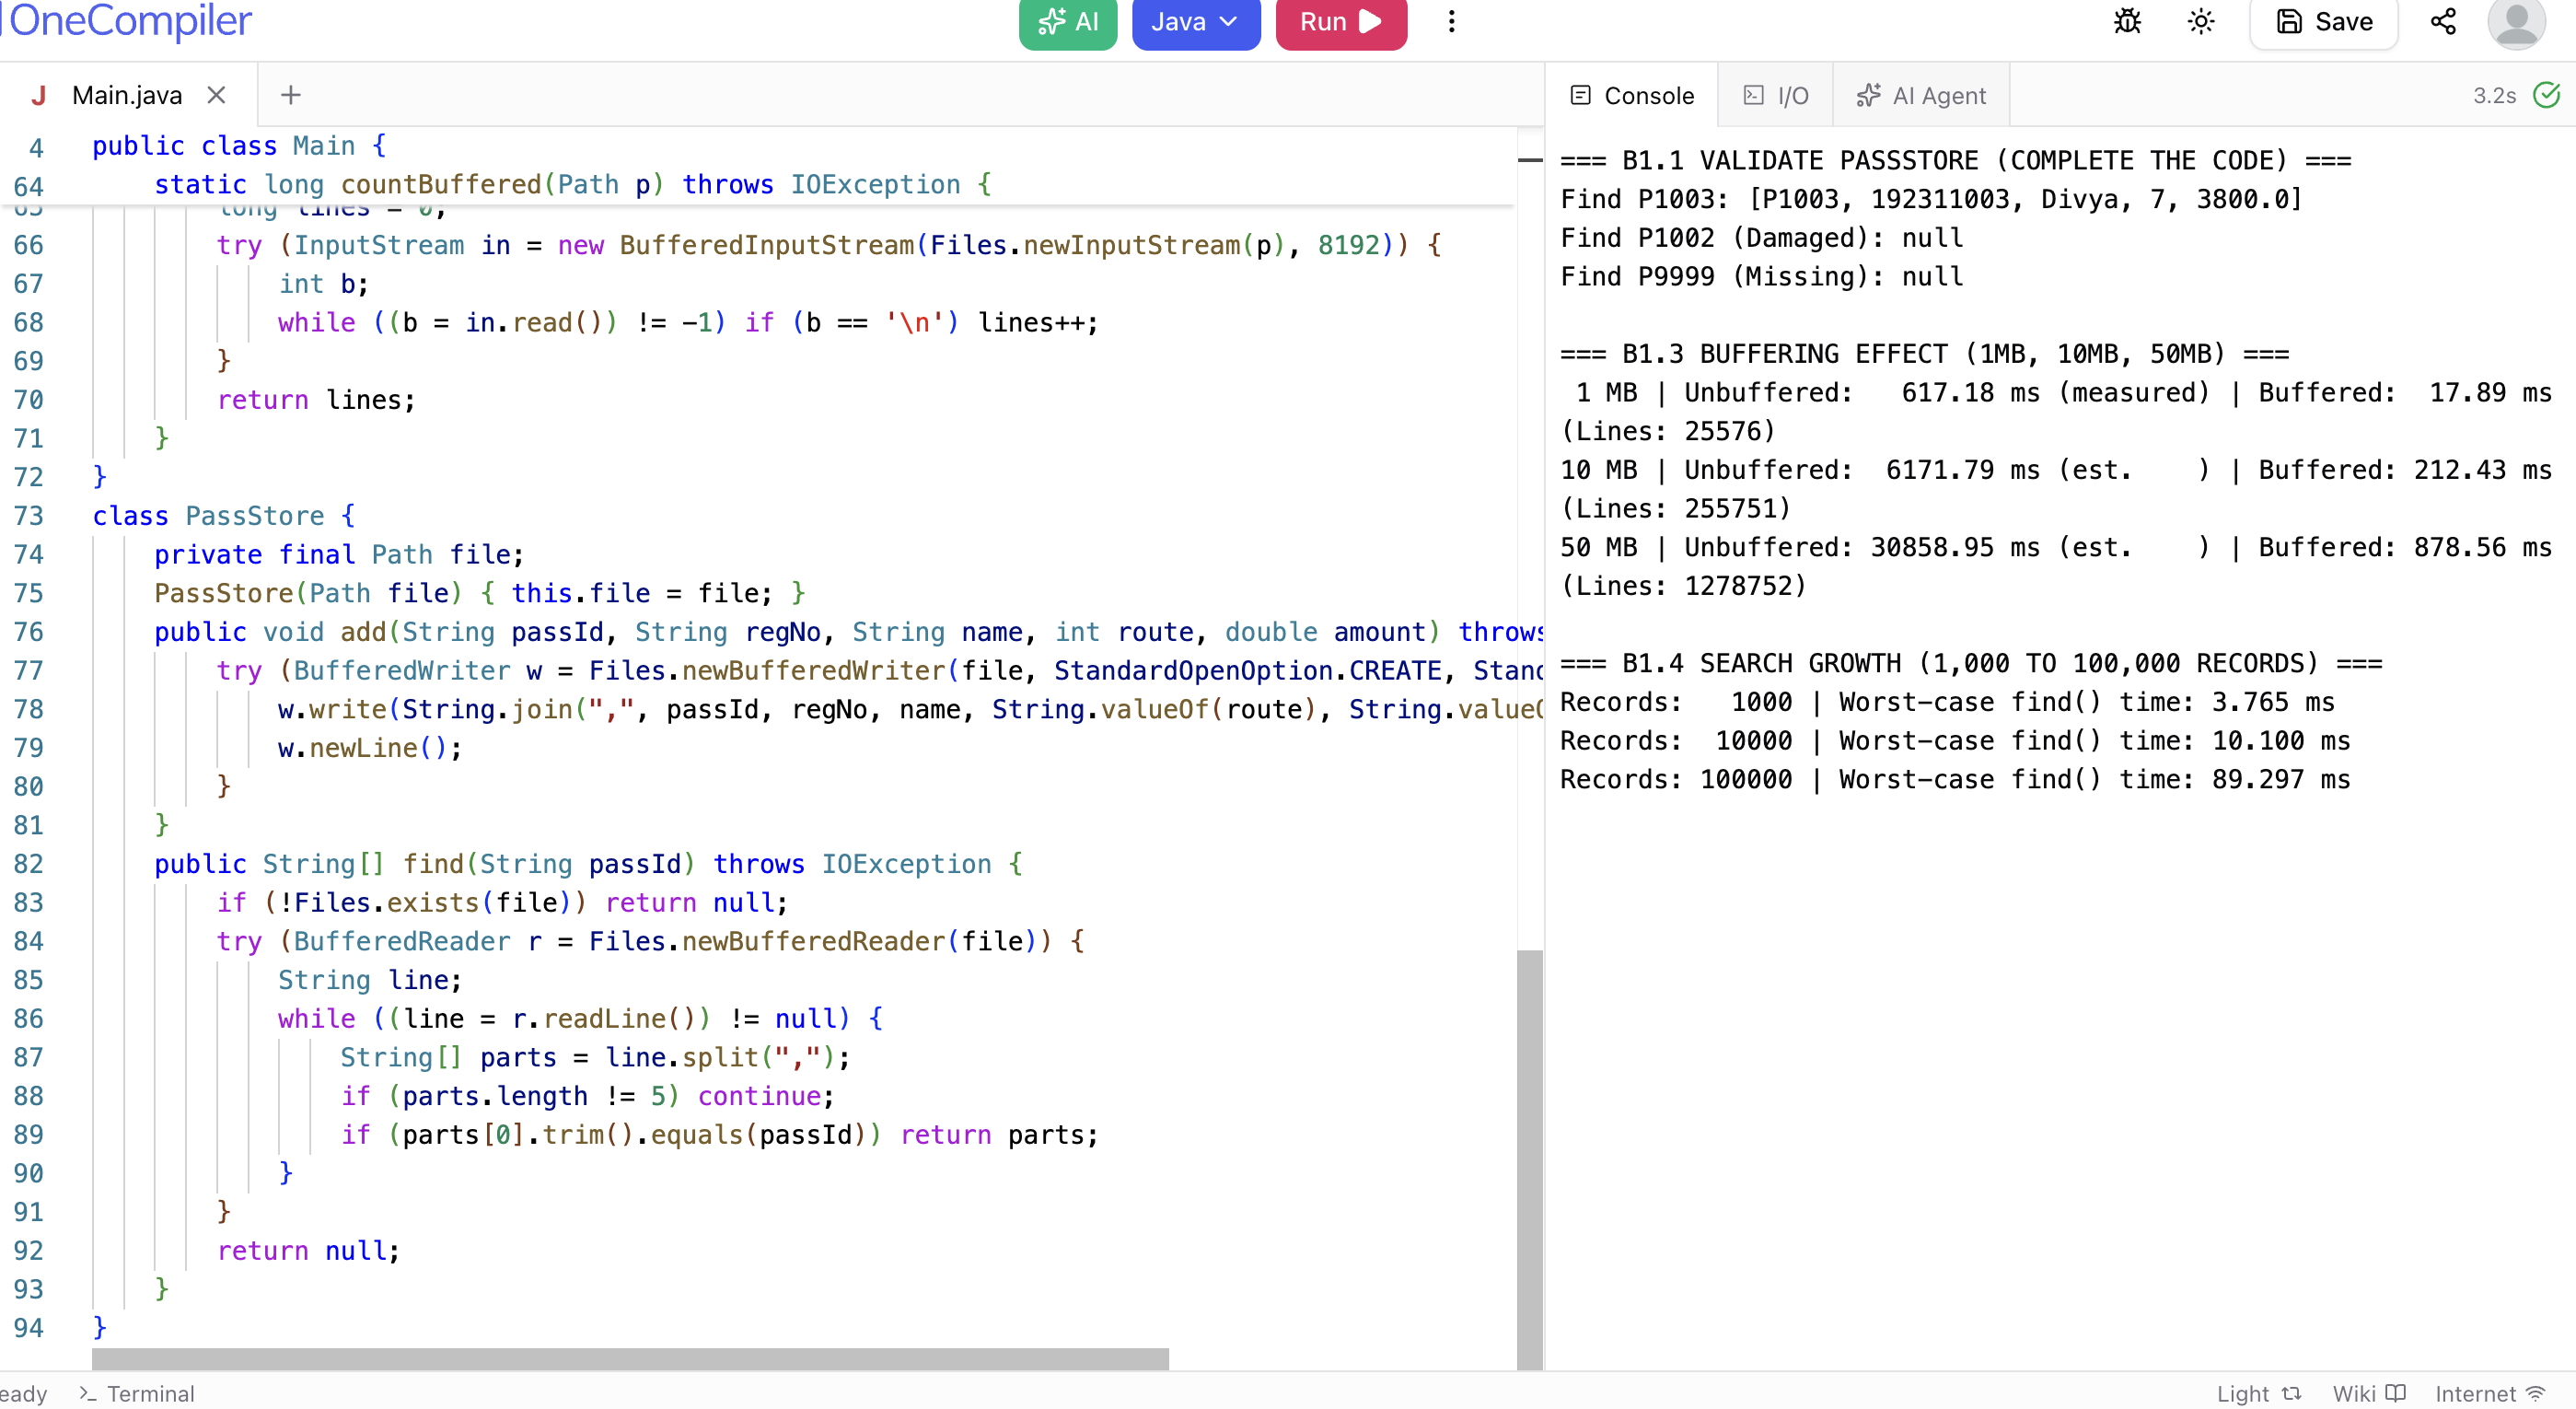 OneCompiler
AI
Java
Run
Save
J Main.java
Console
I/O
AI Agent
3.2s
4 public class Main {
64 static long countBuffered(Path p) throws IOException {
65 long lines = 0;
66 try (InputStream in = new BufferedInputStream(Files.newInputStream(p), 8192)) {
67 int b;
68 while ((b = in.read()) != -1) if (b == '\n') lines++;
69 }
70 return lines;
71 }
72 }
73 class PassStore {
74 private final Path file;
75 PassStore(Path file) { this.file = file; }
76 public void add(String passId, String regNo, String name, int route, double amount) throws
77 try (BufferedWriter w = Files.newBufferedWriter(file, StandardOpenOption.CREATE, Stand
78 w.write(String.join(",", passId, regNo, name, String.valueOf(route), String.valueO
79 w.newLine();
80 }
81 }
82 public String[] find(String passId) throws IOException {
83 if (!Files.exists(file)) return null;
84 try (BufferedReader r = Files.newBufferedReader(file)) {
85 String line;
86 while ((line = r.readLine()) != null) {
87 String[] parts = line.split(",");
88 if (parts.length != 5) continue;
89 if (parts[0].trim().equals(passId)) return parts;
90 }
91 }
92 return null;
93 }
94 }
=== B1.1 VALIDATE PASSSTORE (COMPLETE THE CODE) ===
Find P1003: [P1003, 192311003, Divya, 7, 3800.0]
Find P1002 (Damaged): null
Find P9999 (Missing): null
=== B1.3 BUFFERING EFFECT (1MB, 10MB, 50MB) ===
1 MB | Unbuffered: 617.18 ms (measured) | Buffered: 17.89 ms
(Lines: 25576)
10 MB | Unbuffered: 6171.79 ms (est. ) | Buffered: 212.43 ms
(Lines: 255751)
50 MB | Unbuffered: 30858.95 ms (est. ) | Buffered: 878.56 ms
(Lines: 1278752)
=== B1.4 SEARCH GROWTH (1,000 TO 100,000 RECORDS) ===
Records: 1000 | Worst-case find() time: 3.765 ms
Records: 10000 | Worst-case find() time: 10.100 ms
Records: 100000 | Worst-case find() time: 89.297 ms
eady
Terminal
Light
Wiki
Internet